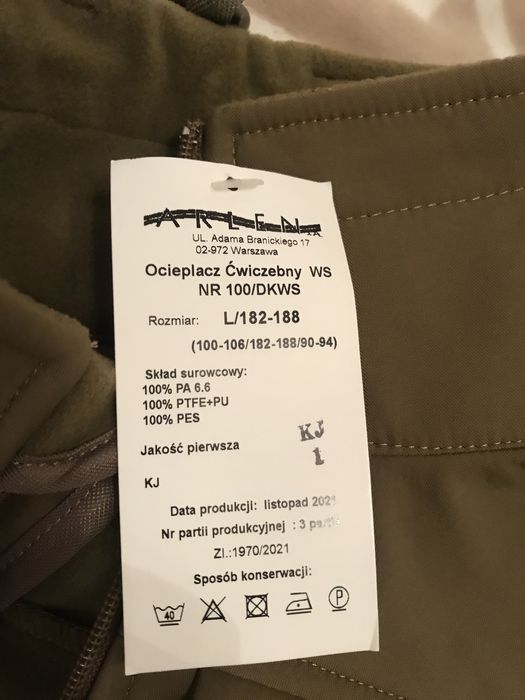 ARLEN S.A.
UL. Adama Branickiego 17
02-972 Warszawa
Ocieplacz Ćwiczebny WS
NR 100/DKWS
Rozmiar: L/182-188
(100-106/182-188/90-94)
Skład surowcowy:
100% PA 6.6
100% PTFE+PU
100% PES
Jakość pierwsza KJ
1
KJ
Data produkcji: listopad 2021
Nr partii produkcyjnej : 3
Zl.:1970/2021
Sposób konserwacji:
40 P